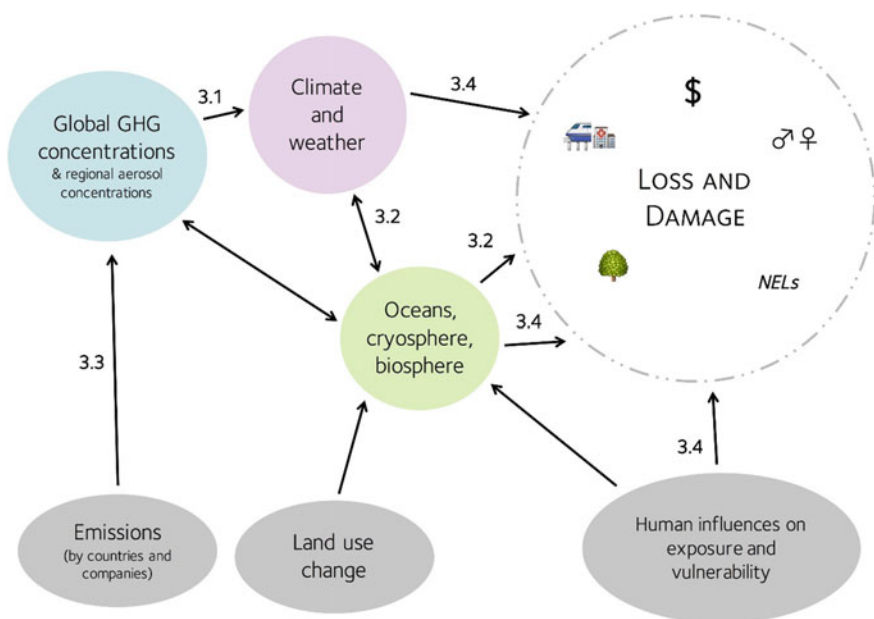 3.1
Climate
and
weather
3.4
$
Global GHG
concentrations
& regional aerosol
concentrations
♂♀
LOSS AND
DAMAGE
3.2
3.2
NELs
Oceans,
cryosphere,
biosphere
3.4
3.3
3.4
Emissions
(by countries and
companies)
Land use
change
Human influences on
exposure and
vulnerability